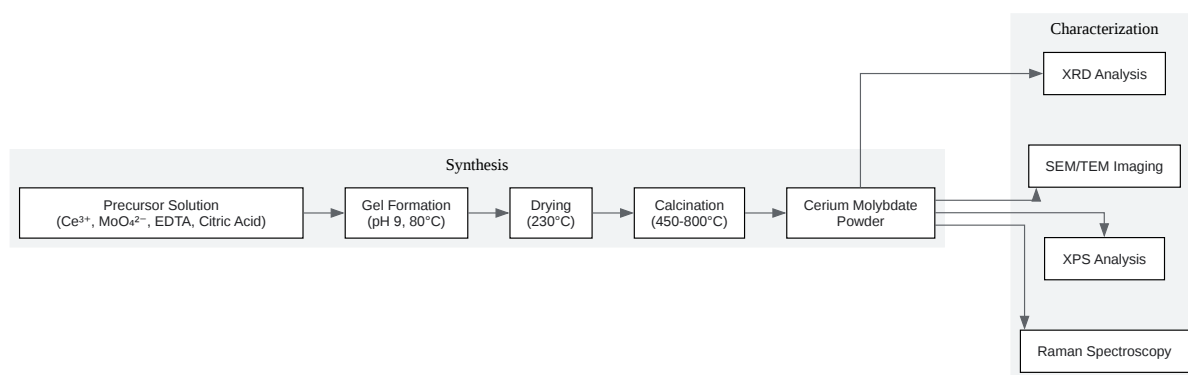 Characterization
XRD Analysis
SEM/TEM Imaging
XPS Analysis
Raman Spectroscopy
Synthesis
Precursor Solution
(Ce³⁺, MoO₄²⁻, EDTA, Citric Acid)
Gel Formation
(pH 9, 80°C)
Drying
(230°C)
Calcination
(450-800°C)
Cerium Molybdate
Powder